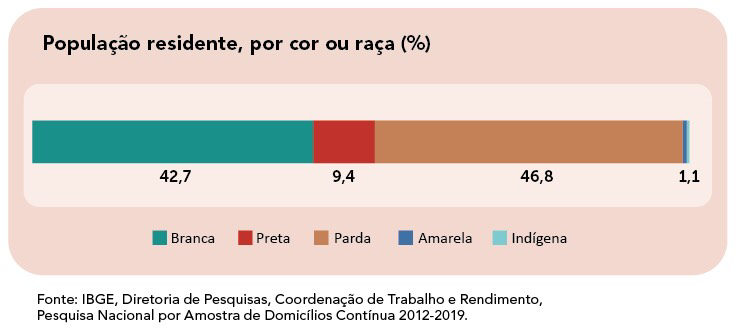 População residente, por cor ou raça (%)
42,7 9,4 46,8 1,1
Branca Preta Parda Amarela Indígena
Fonte: IBGE, Diretoria de Pesquisas, Coordenação de Trabalho e Rendimento,
Pesquisa Nacional por Amostra de Domicílios Contínua 2012-2019.